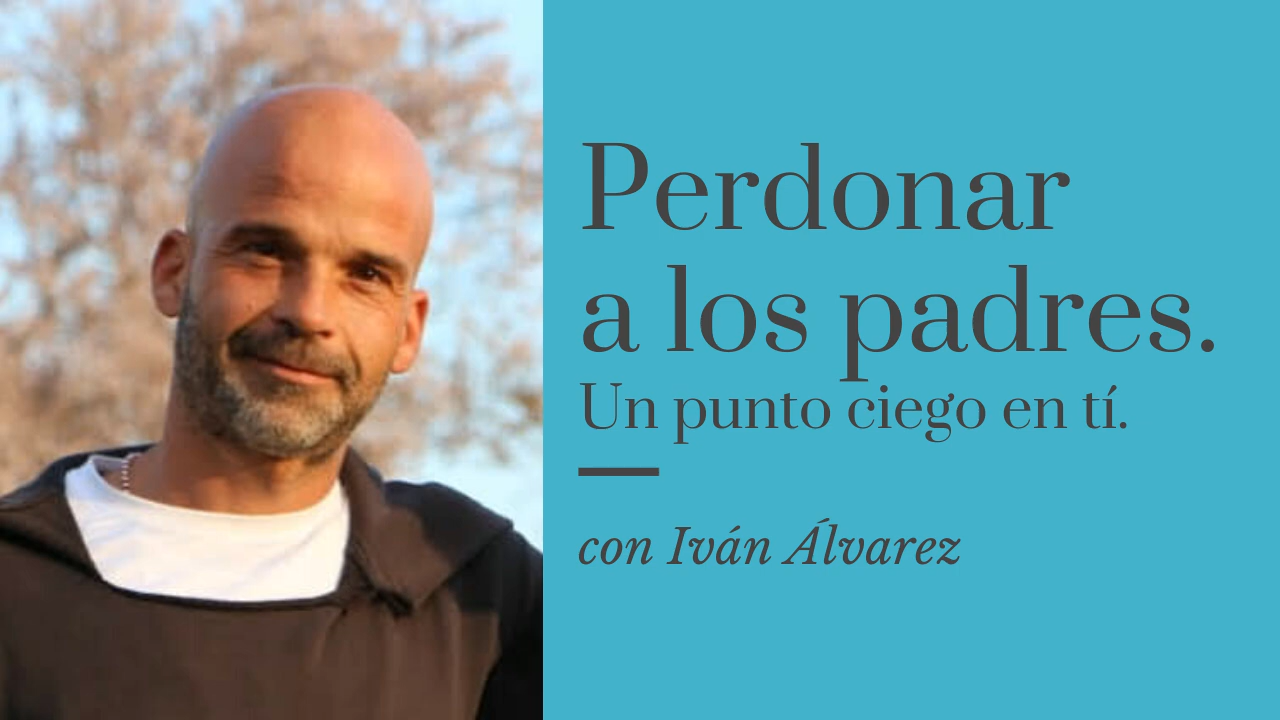 Perdonar
a los padres.
Un punto ciego en tí.
con Iván Álvarez